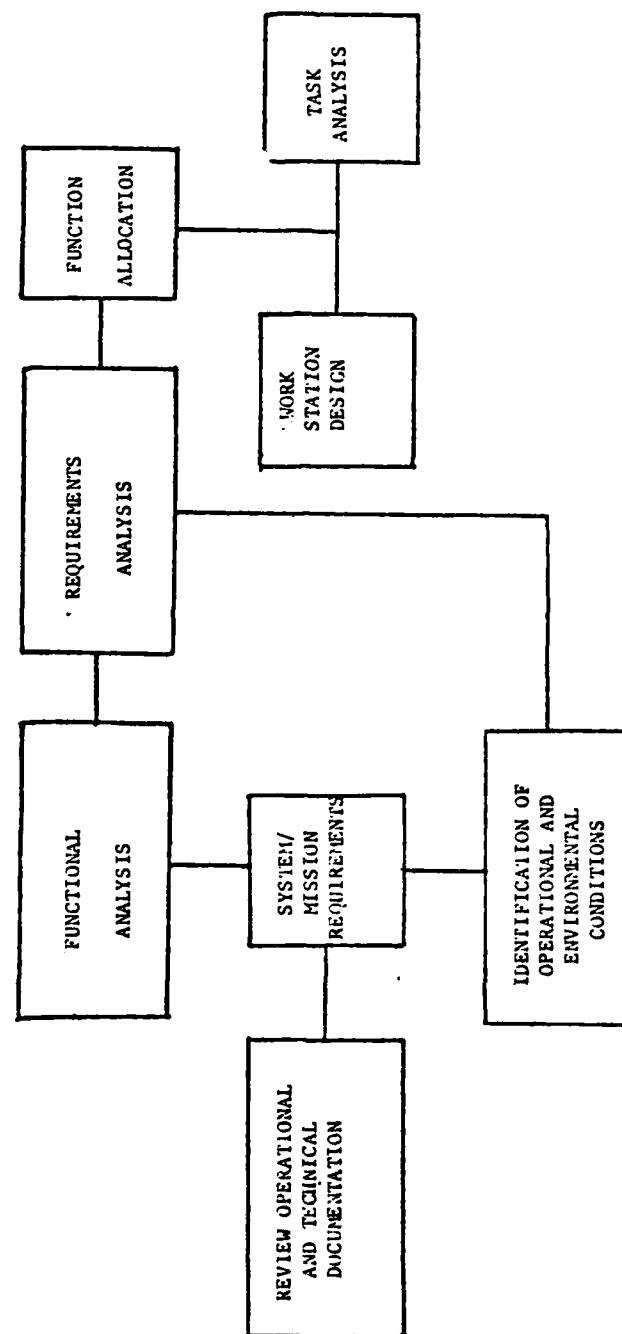 REVIEW OPERATIONAL
AND TECHNICAL
DOCUMENTATION
SYSTEM/
MISSION
REQUIREMENTS
FUNCTIONAL
ANALYSIS
IDENTIFICATION OF
OPERATIONAL AND
ENVIRONMENTAL
CONDITIONS
REQUIREMENTS
ANALYSIS
FUNCTION
ALLOCATION
WORK
STATION
DESIGN
TASK
ANALYSIS